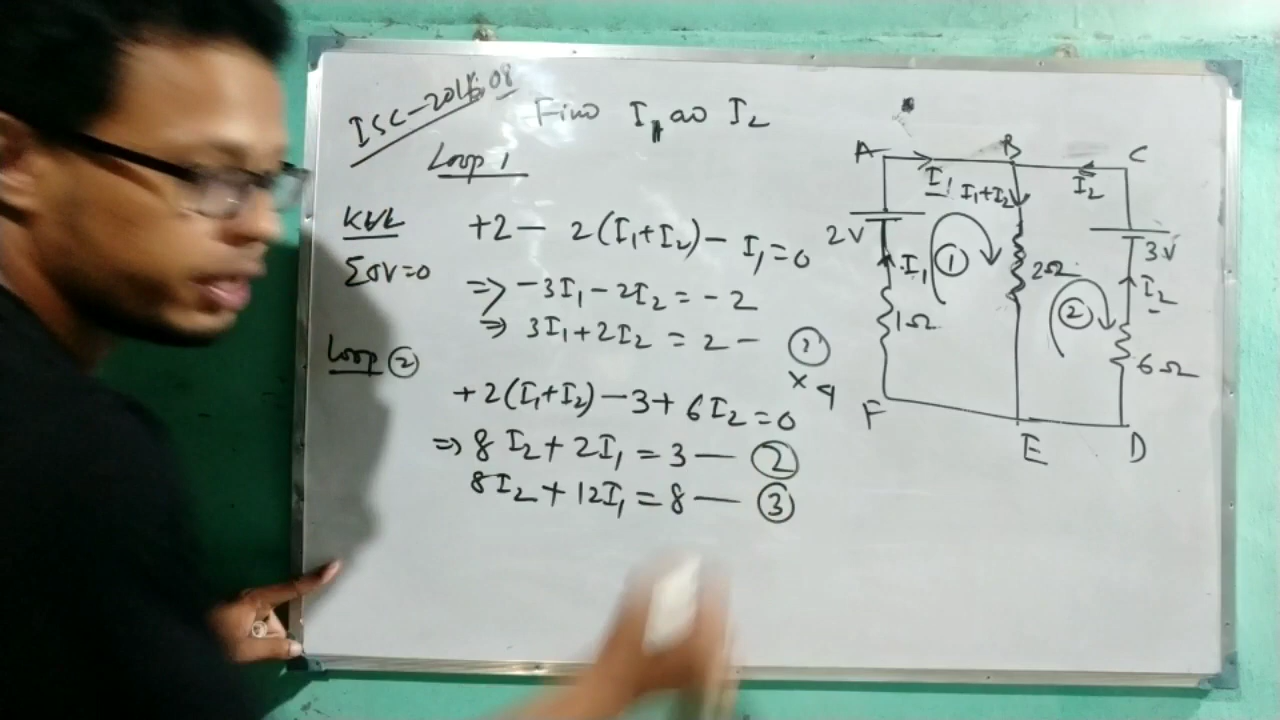 ISC-2018, 08
Find I₁ and I₂
Loop 1
KVL
ΣΔV=0
+2 - 2(I₁+I₂) - I₁ = 0
=> -3I₁ - 2I₂ = -2
=> 3I₁ + 2I₂ = 2 — ①
× 4
Loop ②
+2(I₁+I₂) - 3 + 6I₂ = 0
=> 8I₂ + 2I₁ = 3 — ②
8I₂ + 12I₁ = 8 — ③
A
B
C
I₁
I₁+I₂
I₂
2V
I₁
①
2Ω
3V
I₂
1Ω
②
6Ω
F
E
D